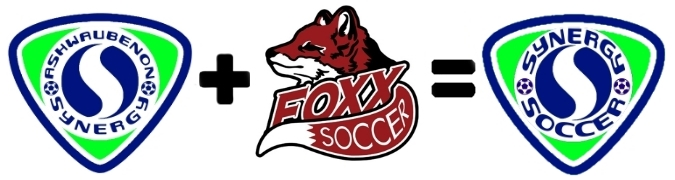 ASHWAUBENON
SYNERGY
+
FOXX
SOCCER
=
SYNERGY
SOCCER